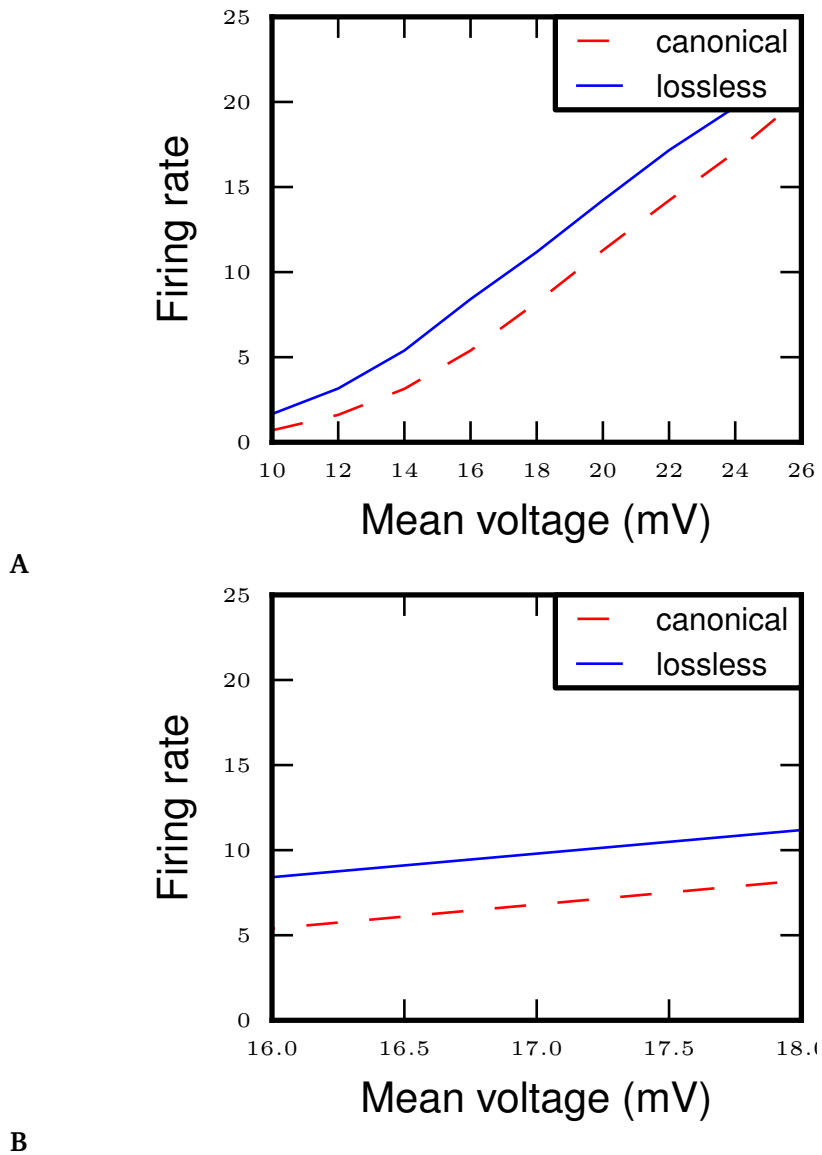 25
20
15
10
5
0
Firing rate
canonical
lossless
10 12 14 16 18 20 22 24 26
Mean voltage (mV)
A
25
20
15
10
5
0
Firing rate
canonical
lossless
16.0 16.5 17.0 17.5 18.0
Mean voltage (mV)
B